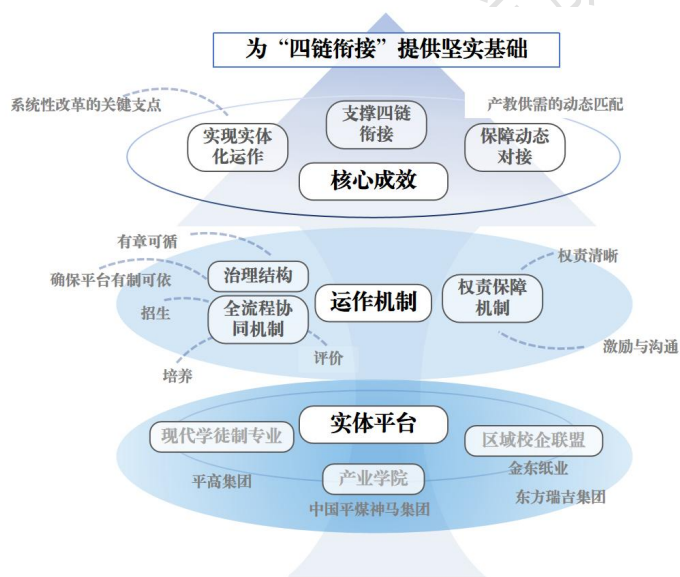 为“四链衔接”提供坚实基础
系统性改革的关键支点
产教供需的动态匹配
支撑四链
衔接
实现实体
化运作
保障动态
对接
核心成效
有章可循
权责清晰
确保平台有制可依
治理结构
权责保障
机制
运作机制
招生
全流程协
同机制
激励与沟通
评价
培养
实体平台
现代学徒制专业
区域校企联盟
金东纸业
平高集团
产业学院
东方瑞吉集团
中国平煤神马集团